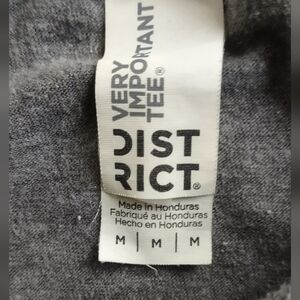 VERY
IMPORTANT
TEE®
DIST
RICT®
Made in Honduras
Fabriqué au Honduras
Hecho en Honduras
M | M | M